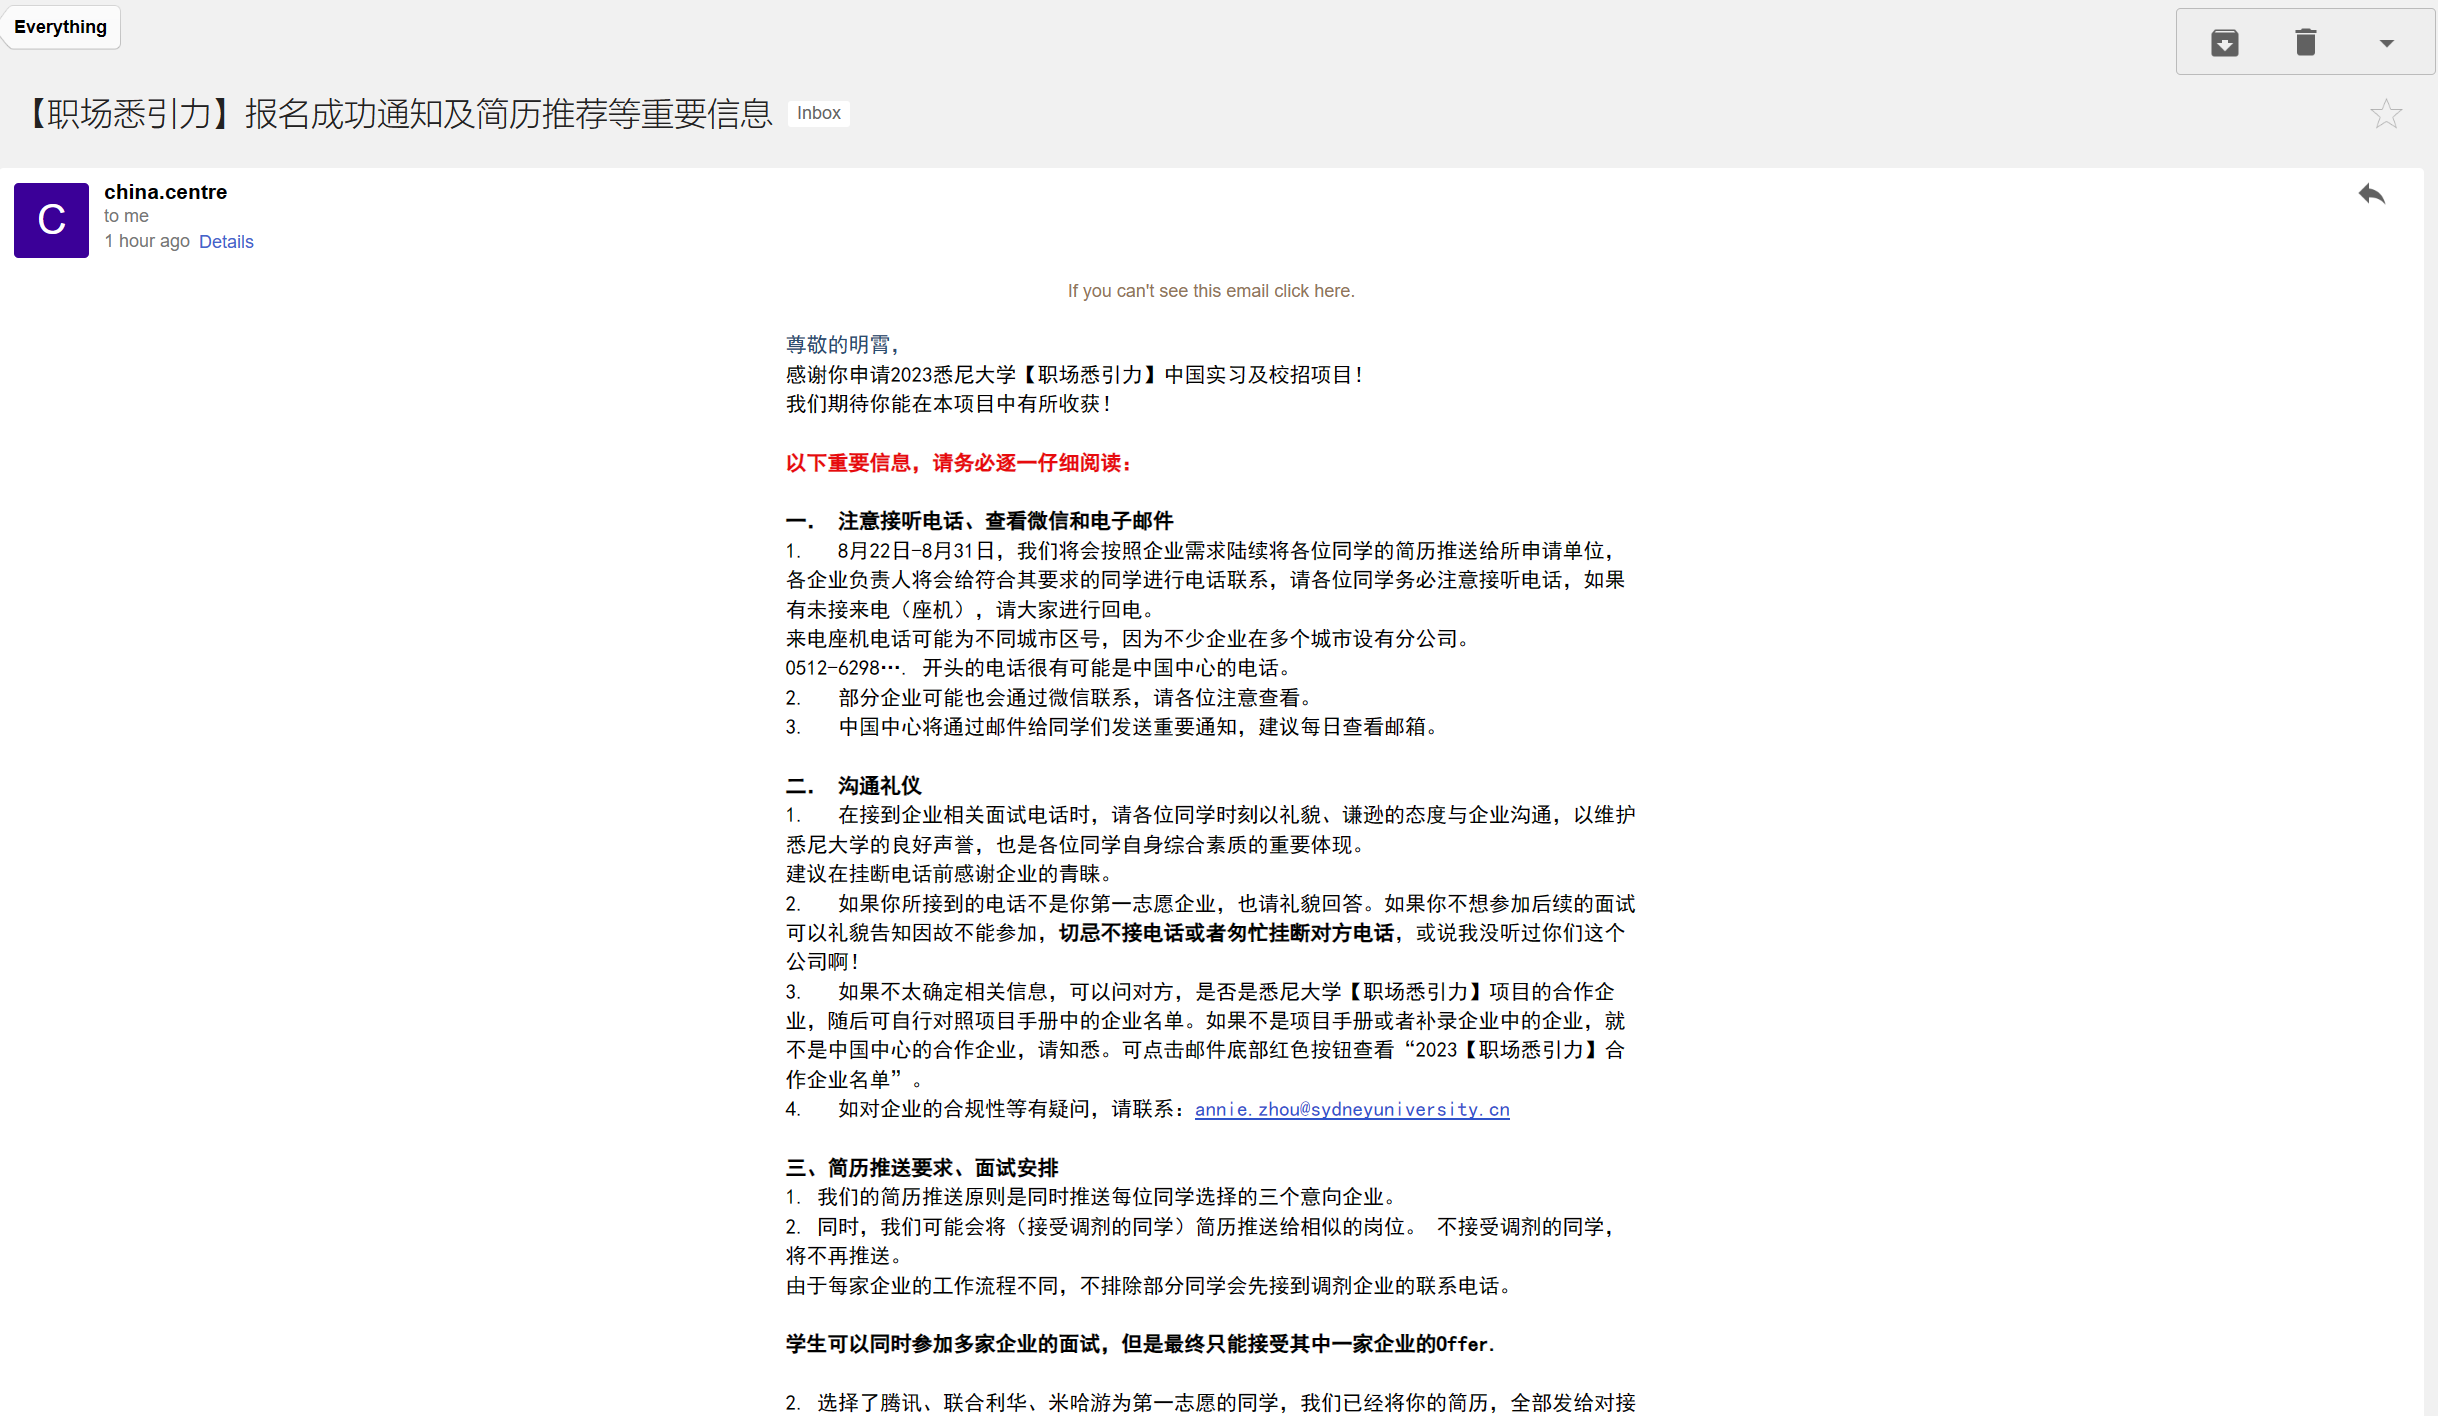 Everything
【职场悉引力】报名成功通知及简历推荐等重要信息 Inbox
C
china.centre
to me
1 hour ago Details
If you can't see this email click here.
尊敬的明霄,
感谢你申请2023悉尼大学【职场悉引力】中国实习及校招项目！
我们期待你能在本项目中有所收获！
以下重要信息，请务必逐一仔细阅读：
一. 注意接听电话、查看微信和电子邮件
1. 8月22日-8月31日，我们将会按照企业需求陆续将各位同学的简历推送给所申请单位，
各企业负责人将会给符合其要求的同学进行电话联系，请各位同学务必注意接听电话，如果
有未接来电（座机），请大家进行回电。
来电座机电话可能为不同城市区号，因为不少企业在多个城市设有分公司。
0512-6298…. 开头的电话很有可能是中国中心的电话。
2. 部分企业可能也会通过微信联系，请各位注意查看。
3. 中国中心将通过邮件给同学们发送重要通知，建议每日查看邮箱。
二. 沟通礼仪
1. 在接到企业相关面试电话时，请各位同学时刻以礼貌、谦逊的态度与企业沟通，以维护
悉尼大学的良好声誉，也是各位同学自身综合素质的重要体现。
建议在挂断电话前感谢企业的青睐。
2. 如果你所接到的电话不是你第一志愿企业，也请礼貌回答。如果你不想参加后续的面试
可以礼貌告知因故不能参加，切忌不接电话或者匆忙挂断对方电话，或说我没听过你们这个
公司啊！
3. 如果不太确定相关信息，可以问对方，是否是悉尼大学【职场悉引力】项目的合作企
业，随后可自行对照项目手册中的企业名单。如果不是项目手册或者补录企业中的企业，就
不是中国中心的合作企业，请知悉。可点击邮件底部红色按钮查看“2023【职场悉引力】合
作企业名单”。
4. 如对企业的合规性等有疑问，请联系：annie.zhou@sydneyuniversity.cn
三、简历推送要求、面试安排
1. 我们的简历推送原则是同时推送每位同学选择的三个意向企业。
2. 同时，我们可能会将（接受调剂的同学）简历推送给相似的岗位。 不接受调剂的同学，
将不再推送。
由于每家企业的工作流程不同，不排除部分同学会先接到调剂企业的联系电话。
学生可以同时参加多家企业的面试，但是最终只能接受其中一家企业的Offer.
2. 选择了腾讯、联合利华、米哈游为第一志愿的同学，我们已经将你的简历，全部发给对接